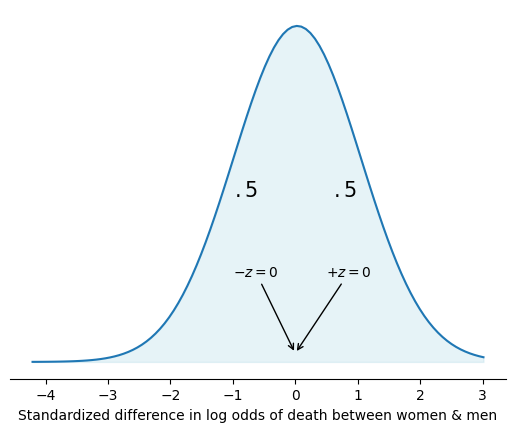 .5 .5
−z = 0 +z = 0
−4 −3 −2 −1 0 1 2 3
Standardized difference in log odds of death between women & men